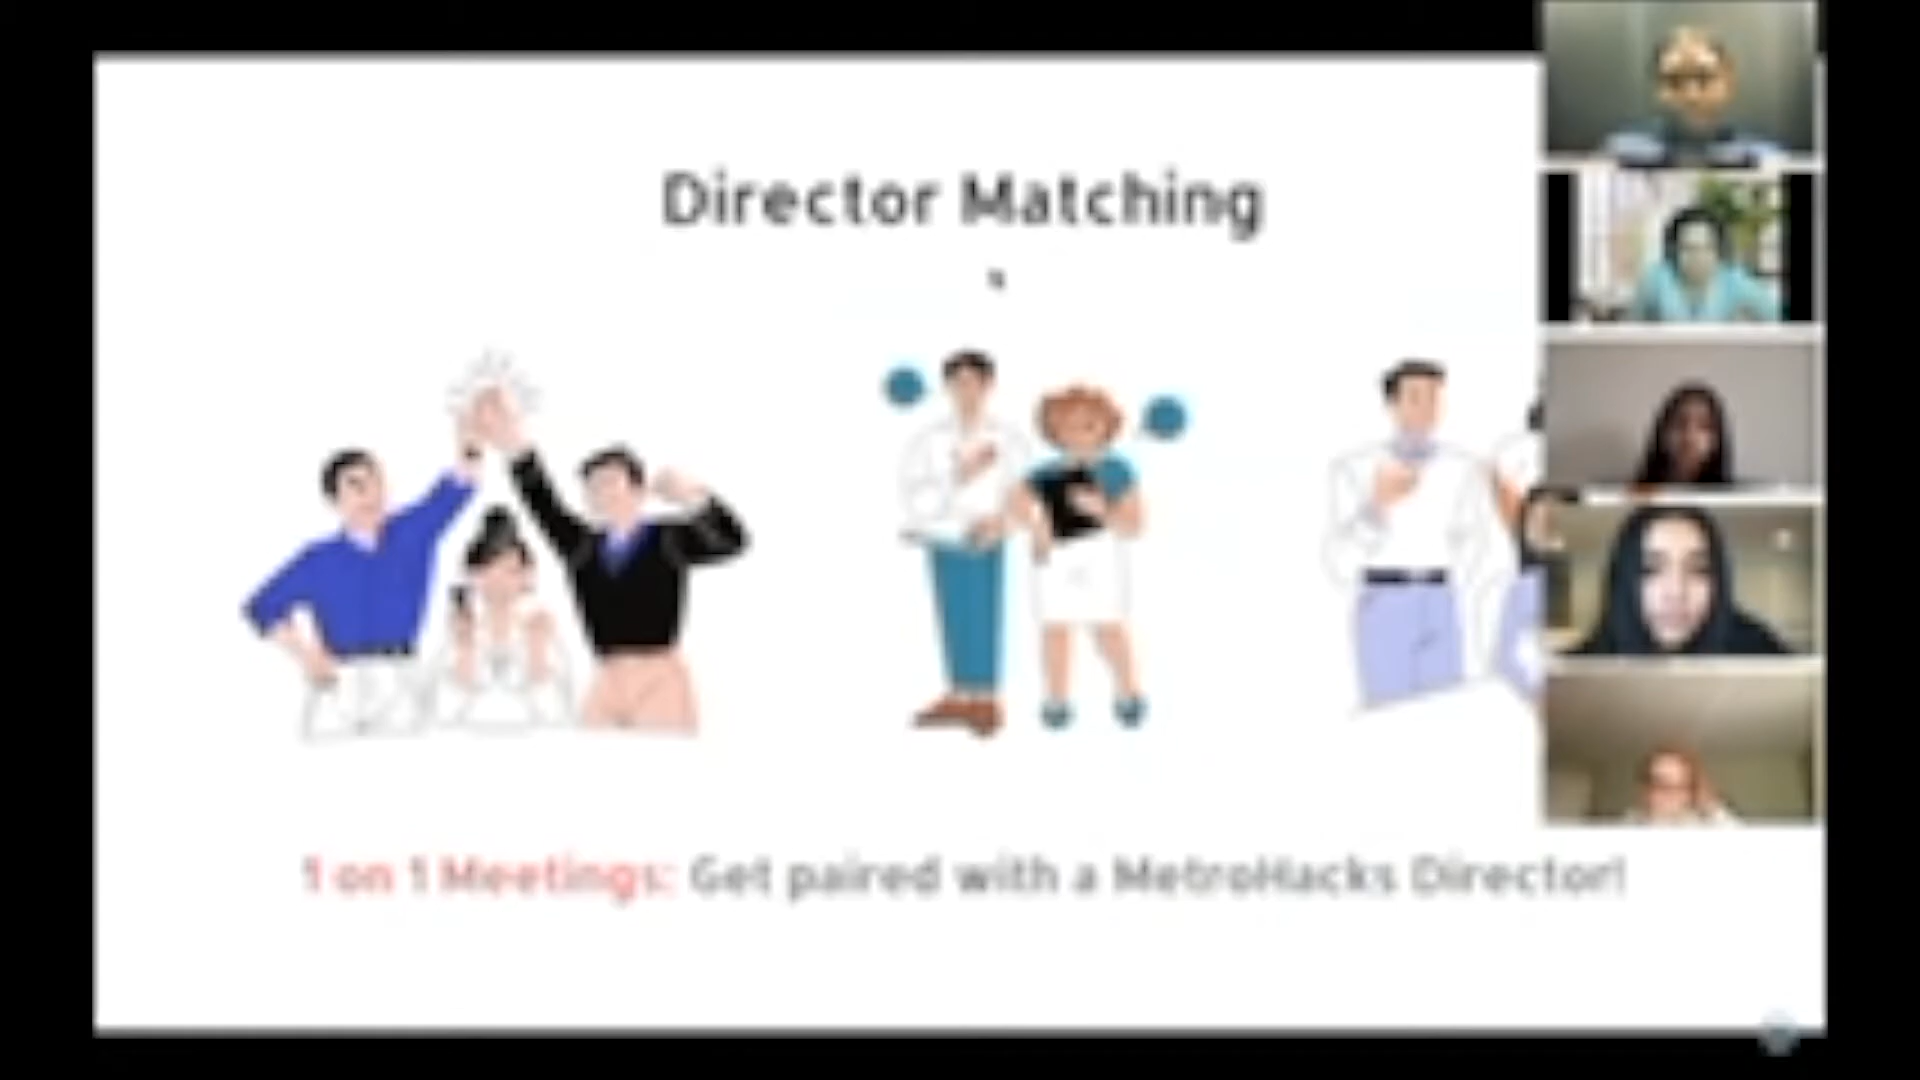 Director Matching
1 on 1 Meetings: Get paired with a MetroHacks Director!